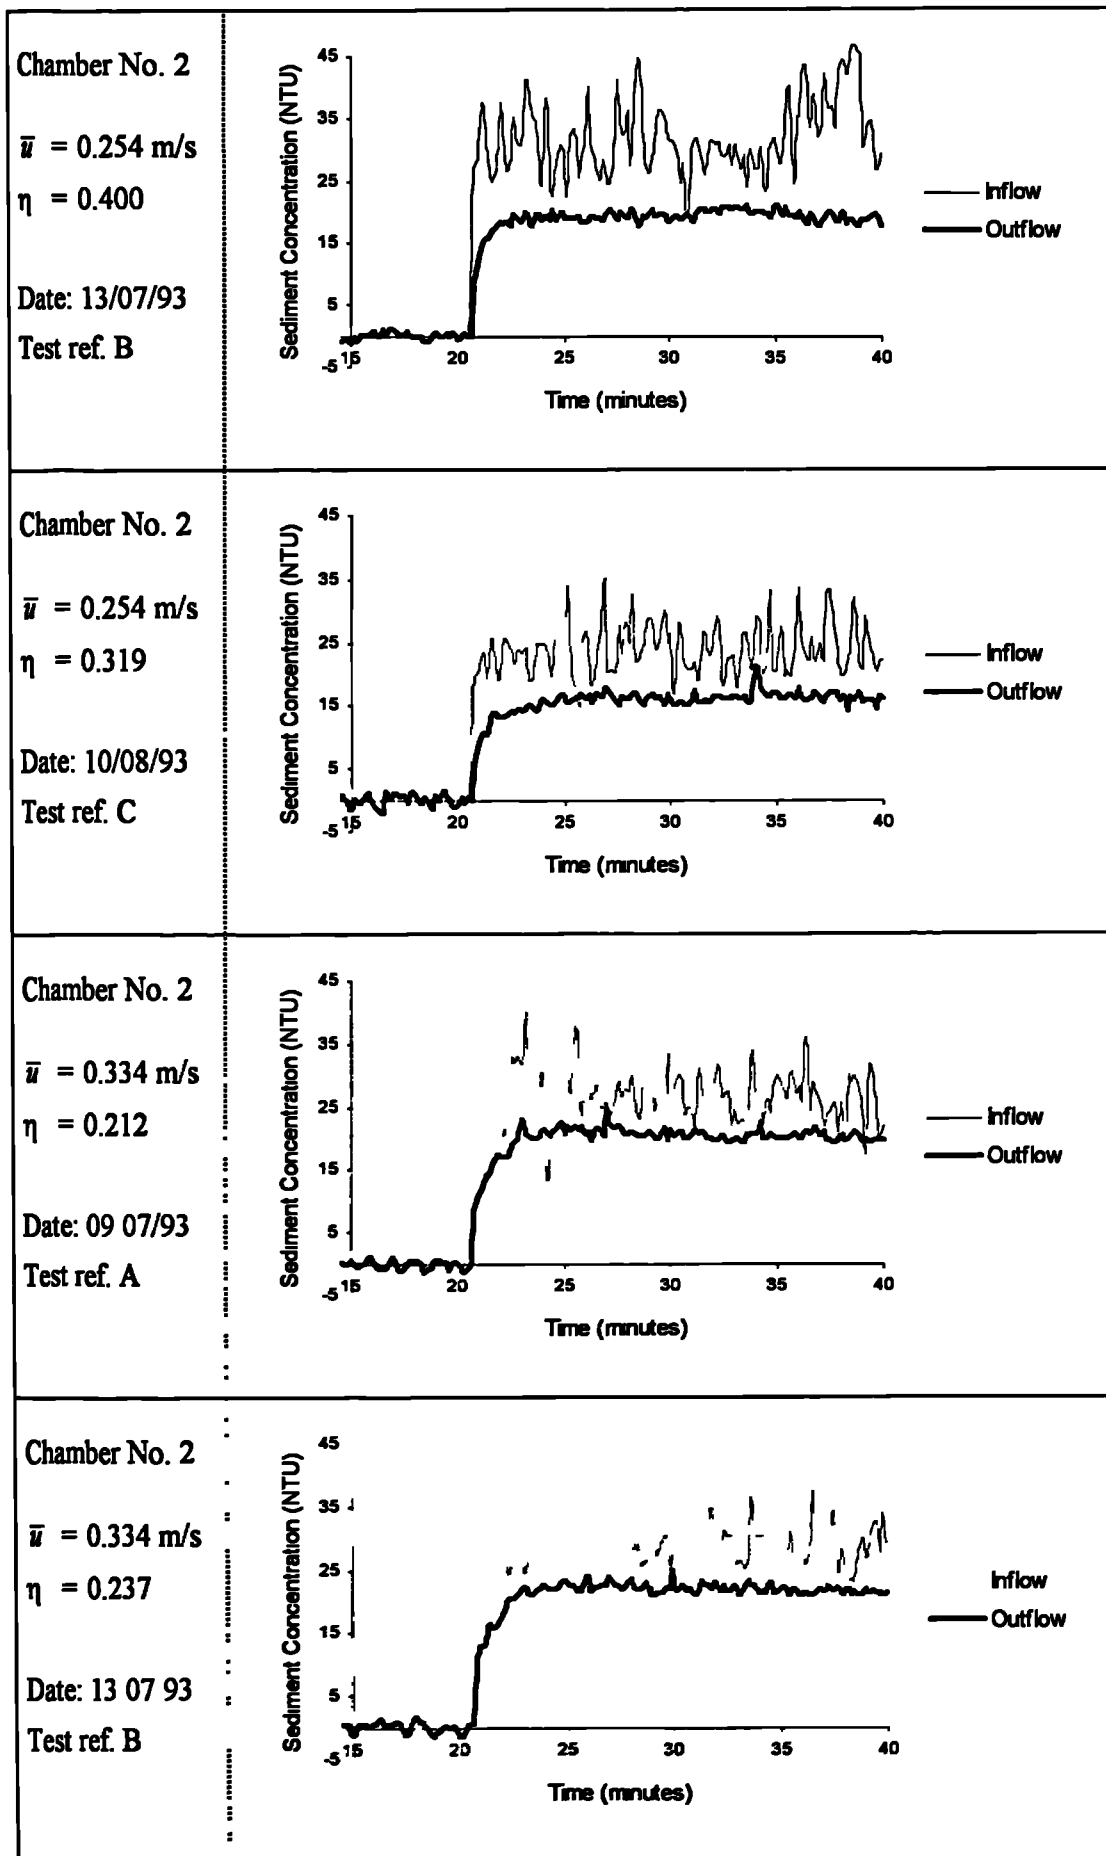 Chamber No. 2
u̅ = 0.254 m/s
η = 0.400
Date: 13/07/93
Test ref. B
Sediment Concentration (NTU)
45
35
25
15
5
-5
15
20
25
30
35
40
Time (minutes)
Inflow
Outflow
Chamber No. 2
u̅ = 0.254 m/s
η = 0.319
Date: 10/08/93
Test ref. C
Sediment Concentration (NTU)
45
35
25
15
5
-5
15
20
25
30
35
40
Time (minutes)
Inflow
Outflow
Chamber No. 2
u̅ = 0.334 m/s
η = 0.212
Date: 09 07/93
Test ref. A
Sediment Concentration (NTU)
45
35
25
15
5
-5
15
20
25
30
35
40
Time (minutes)
Inflow
Outflow
Chamber No. 2
u̅ = 0.334 m/s
η = 0.237
Date: 13 07 93
Test ref. B
Sediment Concentration (NTU)
45
35
25
15
5
-5
15
20
25
30
35
40
Time (minutes)
Inflow
Outflow